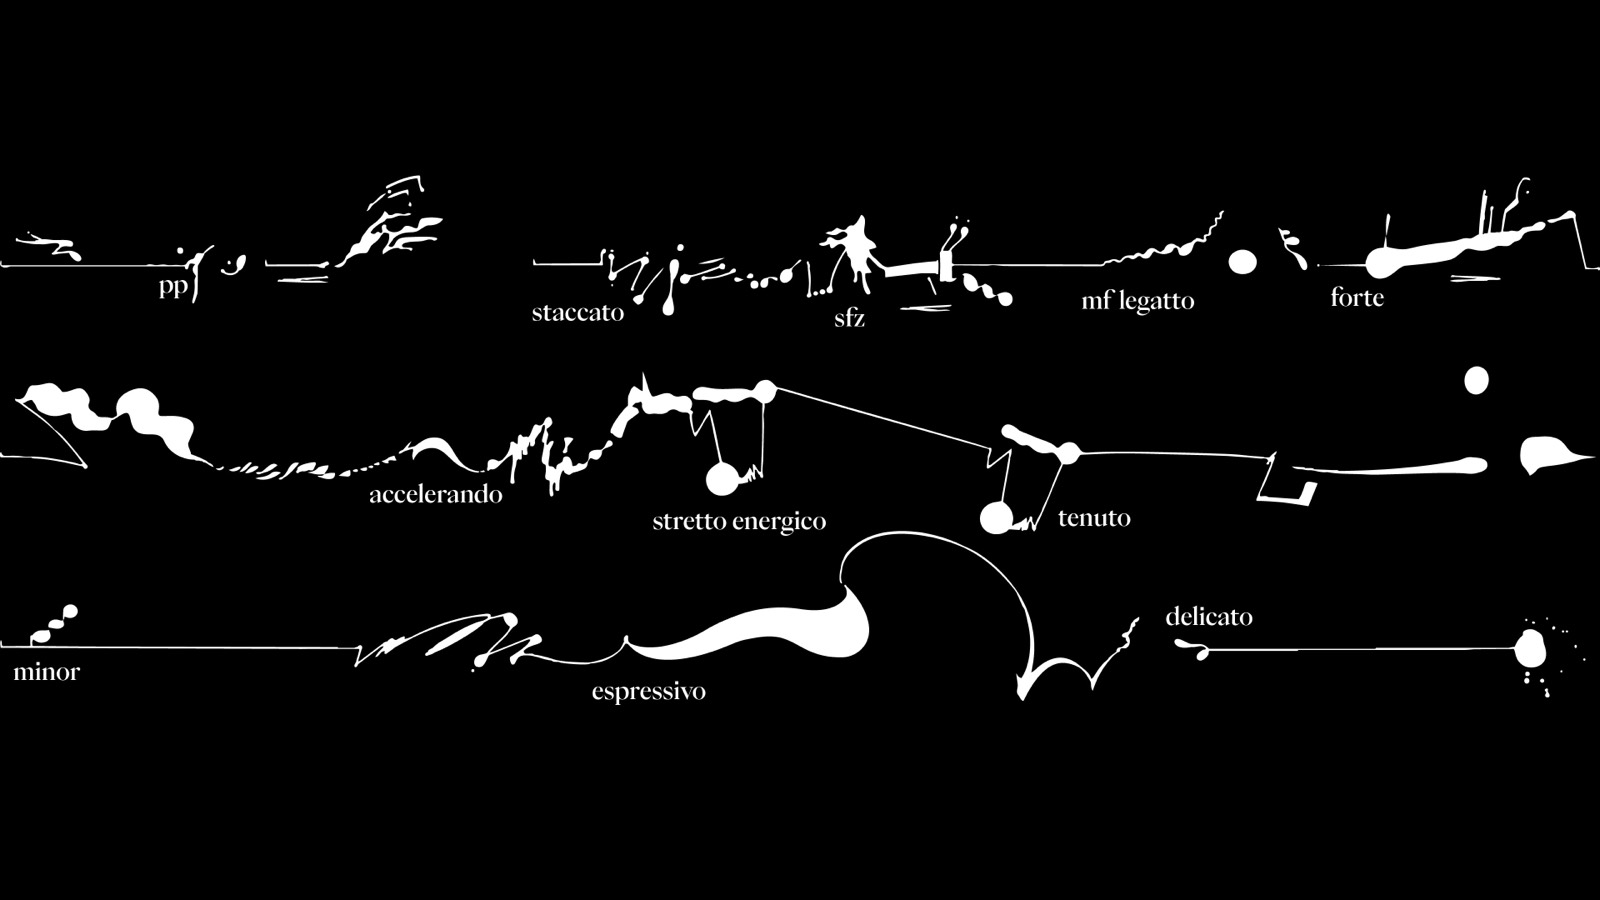 pp
staccato
sfz
mf legatto
forte
accelerando
stretto energico
tenuto
minor
espressivo
delicato